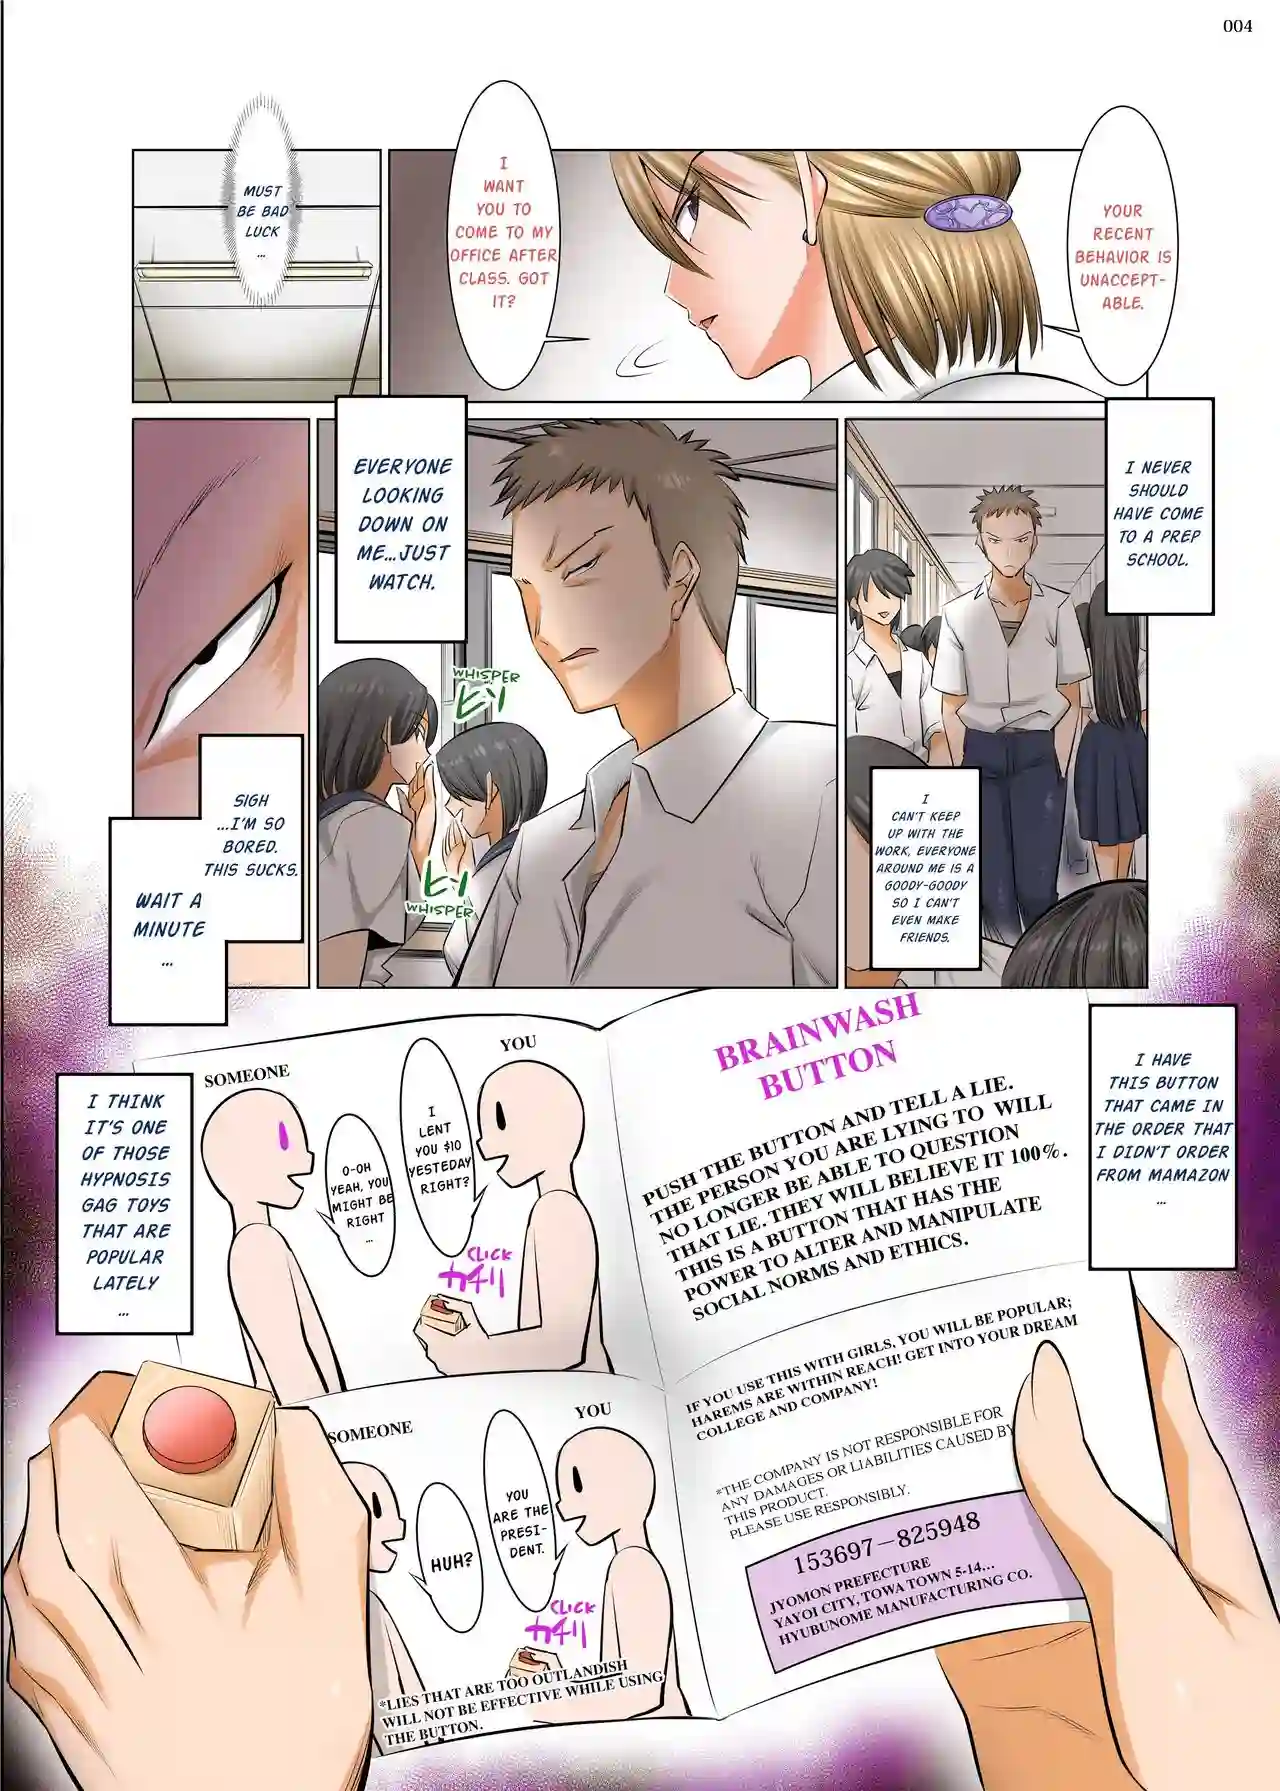 004
YOUR
RECENT
BEHAVIOR IS
UNACCEPT-
ABLE.
I
WANT
YOU TO
COME TO MY
OFFICE AFTER
CLASS. GOT
IT?
MUST
BE BAD
LUCK
...
I NEVER
SHOULD
HAVE COME
TO A PREP
SCHOOL.
I
CAN'T KEEP
UP WITH THE
WORK, EVERYONE
AROUND ME IS A
GOODY-GOODY
SO I CAN'T
EVEN MAKE
FRIENDS.
EVERYONE
LOOKING
DOWN ON
ME...JUST
WATCH.
WHISPER
ヒソ
ヒソ
WHISPER
SIGH
...I'M SO
BORED.
THIS SUCKS.
WAIT A
MINUTE
...
I HAVE
THIS BUTTON
THAT CAME IN
THE ORDER THAT
I DIDN'T ORDER
FROM MAMAZON
...
BRAINWASH
BUTTON
PUSH THE BUTTON AND TELL A LIE.
THE PERSON YOU ARE LYING TO WILL
NO LONGER BE ABLE TO QUESTION
THAT LIE. THEY WILL BELIEVE IT 100%.
THIS IS A BUTTON THAT HAS THE
POWER TO ALTER AND MANIPULATE
SOCIAL NORMS AND ETHICS.
IF YOU USE THIS WITH GIRLS, YOU WILL BE POPULAR;
HAREMS ARE WITHIN REACH! GET INTO YOUR DREAM
COLLEGE AND COMPANY!
*THE COMPANY IS NOT RESPONSIBLE FOR
ANY DAMAGES OR LIABILITIES CAUSED BY
THIS PRODUCT.
PLEASE USE RESPONSIBLY.
153697-825948
JYOMON PREFECTURE
YAYOI CITY, TOWA TOWN 5-14...
HYUBUNOME MANUFACTURING CO.
YOU
SOMEONE
I
LENT
YOU $10
YESTERDAY
RIGHT?
O-OH
YEAH, YOU
MIGHT BE
RIGHT
...
CLICK
カチリ
YOU
SOMEONE
YOU
ARE THE
PRESI-
DENT.
HUH?
CLICK
カチリ
*LIES THAT ARE TOO OUTLANDISH
WILL NOT BE EFFECTIVE WHILE USING
THE BUTTON.
I THINK
IT'S ONE
OF THOSE
HYPNOSIS
GAG TOYS
THAT ARE
POPULAR
LATELY
...